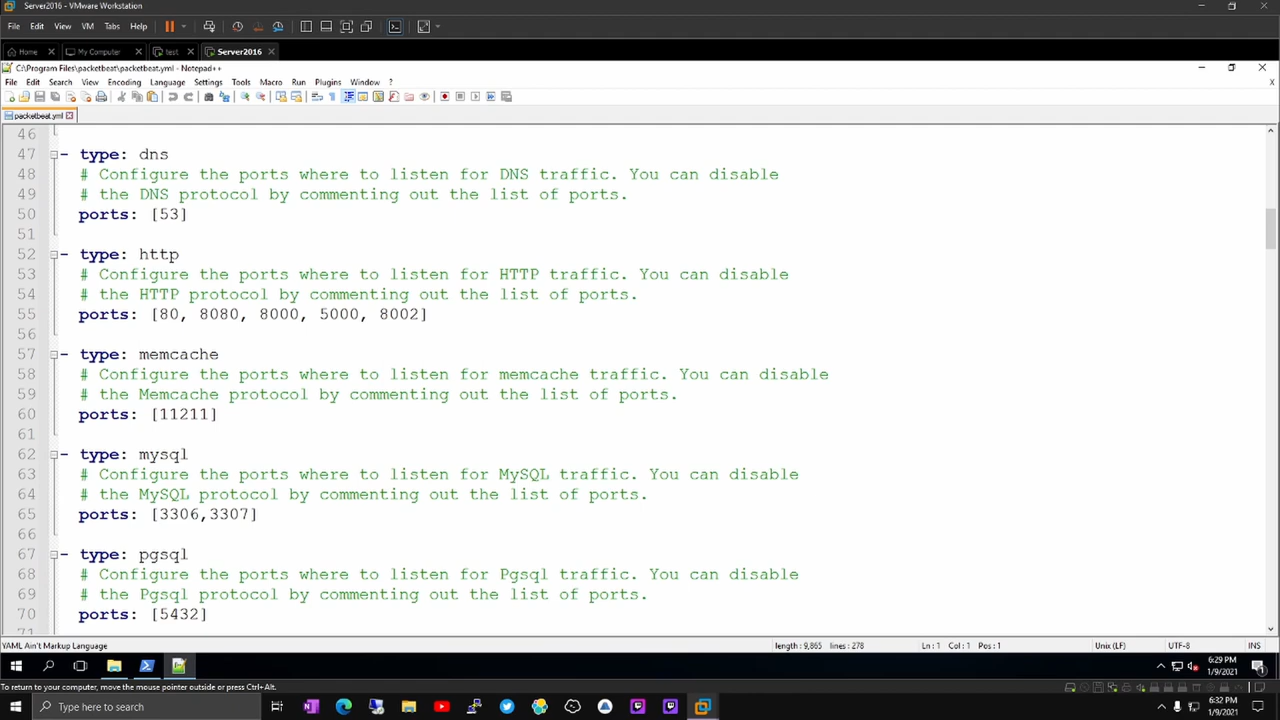 Server2016 - VMware Workstation
File Edit View VM Tabs Help
Home My Computer test Server2016
C:\Program Files\packetbeat\packetbeat.yml - Notepad++
File Edit Search View Encoding Language Settings Tools Macro Run Plugins Window ?
packetbeat.yml
46
47 - type: dns
48 # Configure the ports where to listen for DNS traffic. You can disable
49 # the DNS protocol by commenting out the list of ports.
50 ports: [53]
51
52 - type: http
53 # Configure the ports where to listen for HTTP traffic. You can disable
54 # the HTTP protocol by commenting out the list of ports.
55 ports: [80, 8080, 8000, 5000, 8002]
56
57 - type: memcache
58 # Configure the ports where to listen for memcache traffic. You can disable
59 # the Memcache protocol by commenting out the list of ports.
60 ports: [11211]
61
62 - type: mysql
63 # Configure the ports where to listen for MySQL traffic. You can disable
64 # the MySQL protocol by commenting out the list of ports.
65 ports: [3306,3307]
66
67 - type: pgsql
68 # Configure the ports where to listen for Pgsql traffic. You can disable
69 # the Pgsql protocol by commenting out the list of ports.
70 ports: [5432]
71
YAML Ain't Markup Language length : 9,865 lines : 278 Ln : 1 Col : 1 Pos : 1 Unix (LF) UTF-8 INS
6:29 PM
1/9/2021
To return to your computer, move the mouse pointer outside or press Ctrl+Alt.
Type here to search
6:32 PM
1/9/2021